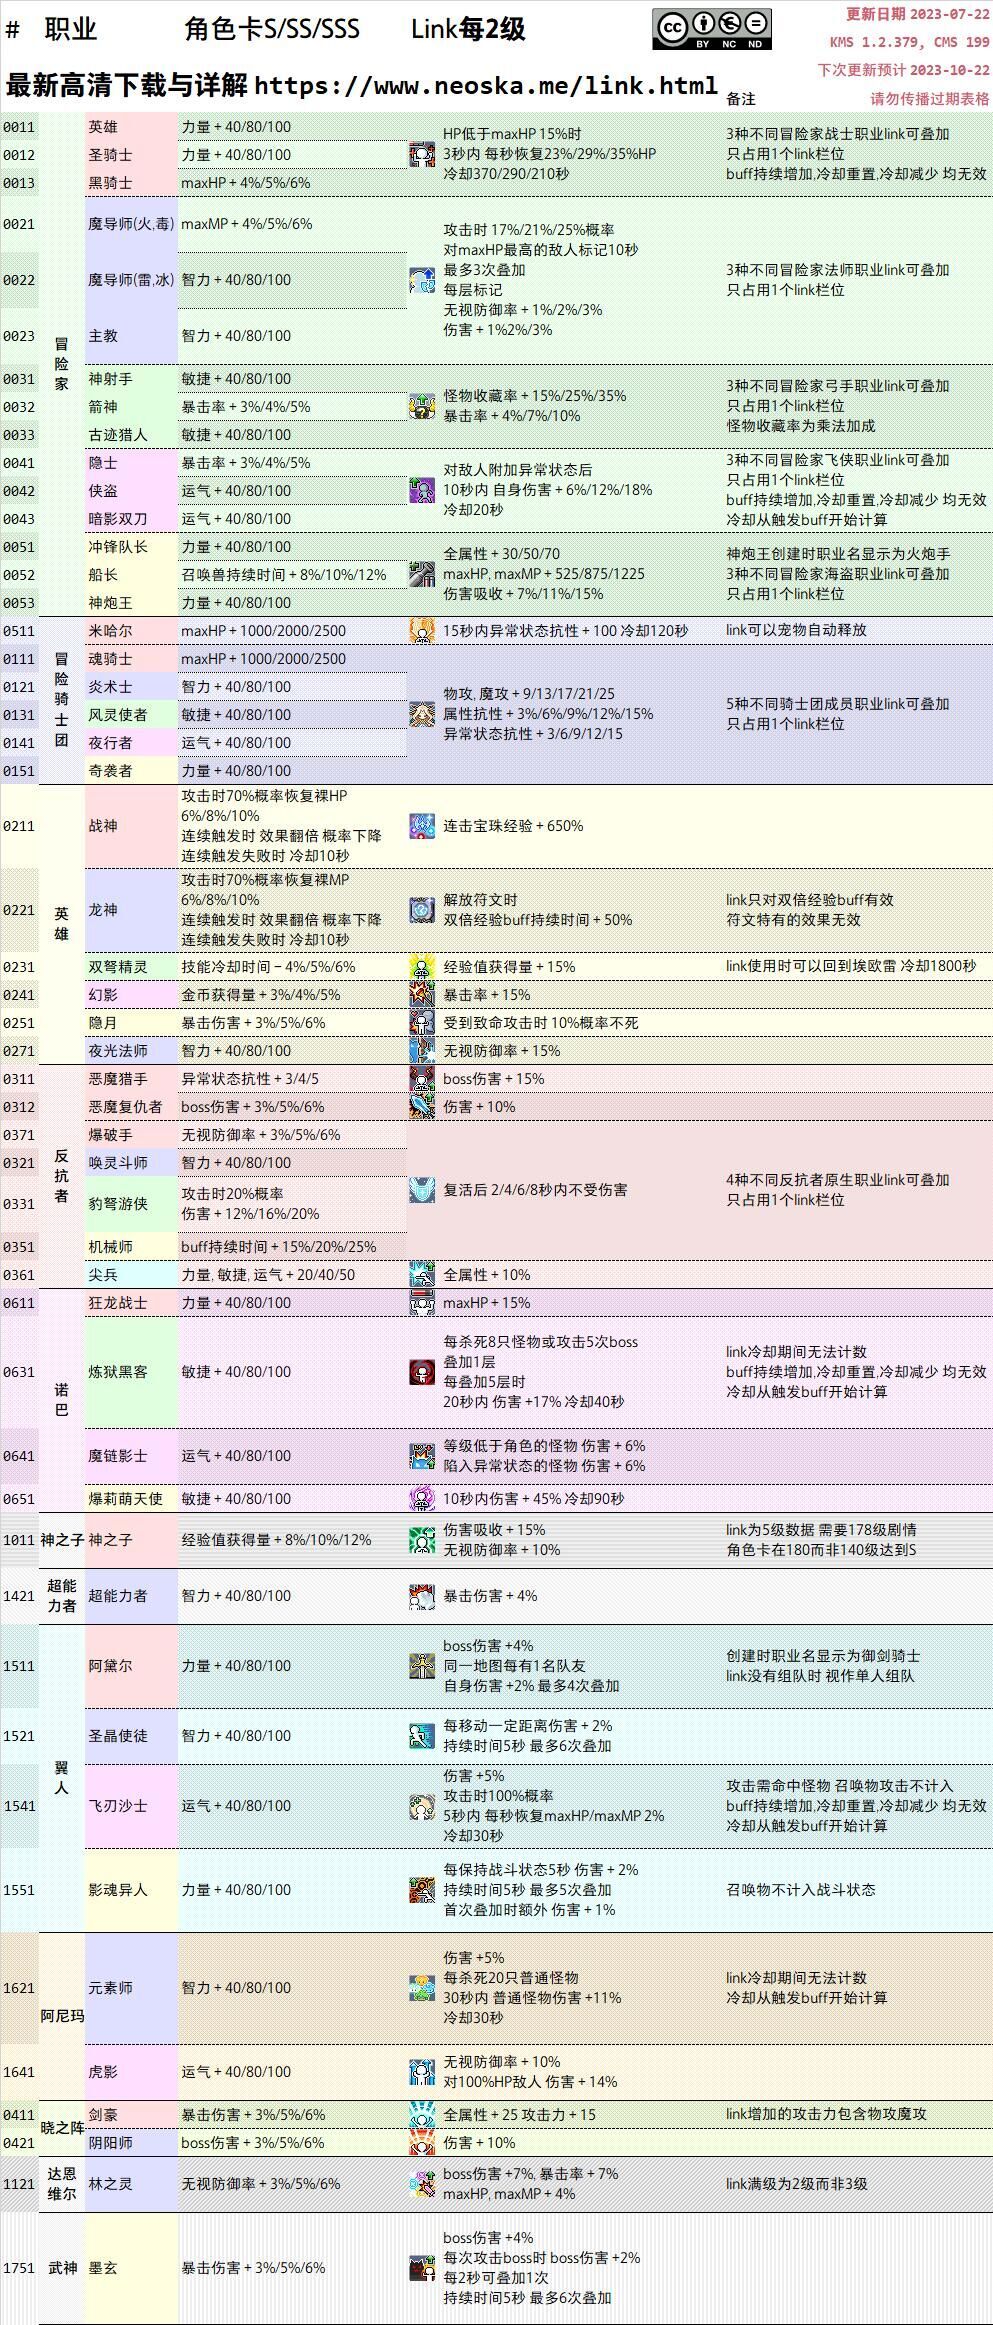 # 职业 角色卡S/SS/SSS Link每2级
cc BY NC ND
更新日期 2023-07-22
KMS 1.2.379, CMS 199
下次更新预计 2023-10-22
最新高清下载与详解 https://www.neoska.me/link.html
备注 请勿传播过期表格
冒险家
0011 英雄 力量 + 40/80/100
0012 圣骑士 力量 + 40/80/100
0013 黑骑士 maxHP + 4%/5%/6%
HP低于maxHP 15%时
3秒内 每秒恢复23%/29%/35%HP
冷却370/290/210秒
3种不同冒险家战士职业link可叠加
只占用1个link栏位
buff持续增加,冷却重置,冷却减少 均无效
0021 魔导师(火,毒) maxMP + 4%/5%/6%
0022 魔导师(雷,冰) 智力 + 40/80/100
0023 主教 智力 + 40/80/100
攻击时 17%/21%/25%概率
对maxHP最高的敌人标记10秒
最多3次叠加
每层标记
无视防御率 + 1%/2%/3%
伤害 + 1%2%/3%
3种不同冒险家法师职业link可叠加
只占用1个link栏位
0031 神射手 敏捷 + 40/80/100
0032 箭神 暴击率 + 3%/4%/5%
0033 古迹猎人 敏捷 + 40/80/100
怪物收藏率 + 15%/25%/35%
暴击率 + 4%/7%/10%
3种不同冒险家弓手职业link可叠加
只占用1个link栏位
怪物收藏率为乘法加成
0041 隐士 暴击率 + 3%/4%/5%
0042 侠盗 运气 + 40/80/100
0043 暗影双刀 运气 + 40/80/100
对敌人附加异常状态后
10秒内 自身伤害 + 6%/12%/18%
冷却20秒
3种不同冒险家飞侠职业link可叠加
只占用1个link栏位
buff持续增加,冷却重置,冷却减少 均无效
冷却从触发buff开始计算
0051 冲锋队长 力量 + 40/80/100
0052 船长 召唤兽持续时间 + 8%/10%/12%
0053 神炮王 力量 + 40/80/100
全属性 + 30/50/70
maxHP, maxMP + 525/875/1225
伤害吸收 + 7%/11%/15%
神炮王创建时职业名显示为火炮手
3种不同冒险家海盗职业link可叠加
只占用1个link栏位
冒险骑士团
0511 米哈尔 maxHP + 1000/2000/2500 15秒内异常状态抗性 + 100 冷却120秒 link可以宠物自动释放
0111 魂骑士 maxHP + 1000/2000/2500
0121 炎术士 智力 + 40/80/100
0131 风灵使者 敏捷 + 40/80/100
0141 夜行者 运气 + 40/80/100
0151 奇袭者 力量 + 40/80/100
物攻, 魔攻 + 9/13/17/21/25
属性抗性 + 3%/6%/9%/12%/15%
异常状态抗性 + 3/6/9/12/15
5种不同骑士团成员职业link可叠加
只占用1个link栏位
英雄
0211 战神
攻击时70%概率恢复裸HP
6%/8%/10%
连续触发时 效果翻倍 概率下降
连续触发失败时 冷却10秒
连击宝珠经验 + 650%
0221 龙神
攻击时70%概率恢复裸MP
6%/8%/10%
连续触发时 效果翻倍 概率下降
连续触发失败时 冷却10秒
解放符文时
双倍经验buff持续时间 + 50%
link只对双倍经验buff有效
符文特有的效果无效
0231 双弩精灵 技能冷却时间 − 4%/5%/6% 经验值获得量 + 15% link使用时可以回到埃欧雷 冷却1800秒
0241 幻影 金币获得量 + 3%/4%/5% 暴击率 + 15%
0251 隐月 暴击伤害 + 3%/5%/6% 受到致命攻击时 10%概率不死
0271 夜光法师 智力 + 40/80/100 无视防御率 + 15%
反抗者
0311 恶魔猎手 异常状态抗性 + 3/4/5 boss伤害 + 15%
0312 恶魔复仇者 boss伤害 + 3%/5%/6% 伤害 + 10%
0371 爆破手 无视防御率 + 3%/5%/6%
0321 唤灵斗师 智力 + 40/80/100
0331 豹弩游侠
攻击时20%概率
伤害 + 12%/16%/20%
0351 机械师 buff持续时间 + 15%/20%/25%
复活后 2/4/6/8秒内不受伤害
4种不同反抗者原生职业link可叠加
只占用1个link栏位
0361 尖兵 力量, 敏捷, 运气 + 20/40/50 全属性 + 10%
诺巴
0611 狂龙战士 力量 + 40/80/100 maxHP + 15%
0631 炼狱黑客 敏捷 + 40/80/100
每杀死8只怪物或攻击5次boss
叠加1层
每叠加5层时
20秒内 伤害 +17% 冷却40秒
link冷却期间无法计数
buff持续增加,冷却重置,冷却减少 均无效
冷却从触发buff开始计算
0641 魔链影士 运气 + 40/80/100
等级低于角色的怪物 伤害 + 6%
陷入异常状态的怪物 伤害 + 6%
0651 爆莉萌天使 敏捷 + 40/80/100 10秒内伤害 + 45% 冷却90秒
1011 神之子 神之子 经验值获得量 + 8%/10%/12%
伤害吸收 + 15%
无视防御率 + 10%
link为5级数据 需要178级剧情
角色卡在180而非140级达到S
1421 超能力者 超能力者 智力 + 40/80/100 暴击伤害 + 4%
翼人
1511 阿黛尔 力量 + 40/80/100
boss伤害 +4%
同一地图每有1名队友
自身伤害 +2% 最多4次叠加
创建时职业名显示为御剑骑士
link没有组队时 视作单人组队
1521 圣晶使徒 智力 + 40/80/100
每移动一定距离伤害 + 2%
持续时间5秒 最多6次叠加
1541 飞刃沙士 运气 + 40/80/100
伤害 +5%
攻击时100%概率
5秒内 每秒恢复maxHP/maxMP 2%
冷却30秒
攻击需命中怪物 召唤物攻击不计入
buff持续增加,冷却重置,冷却减少 均无效
冷却从触发buff开始计算
1551 影魂异人 力量 + 40/80/100
每保持战斗状态5秒 伤害 + 2%
持续时间5秒 最多5次叠加
首次叠加时额外 伤害 + 1%
召唤物不计入战斗状态
阿尼玛
1621 元素师 智力 + 40/80/100
伤害 +5%
每杀死20只普通怪物
30秒内 普通怪物伤害 +11%
冷却30秒
link冷却期间无法计数
冷却从触发buff开始计算
1641 虎影 运气 + 40/80/100
无视防御率 + 10%
对100%HP敌人 伤害 + 14%
晓之阵
0411 剑豪 暴击伤害 + 3%/5%/6% 全属性 + 25 攻击力 + 15 link增加的攻击力包含物攻魔攻
0421 阴阳师 boss伤害 + 3%/5%/6% 伤害 + 10%
1121 达恩维尔 林之灵 无视防御率 + 3%/5%/6%
boss伤害 +7%, 暴击率 + 7%
maxHP, maxMP + 4%
link满级为2级而非3级
1751 武神 墨玄 暴击伤害 + 3%/5%/6%
boss伤害 +4%
每次攻击boss时 boss伤害 +2%
每2秒可叠加1次
持续时间5秒 最多6次叠加